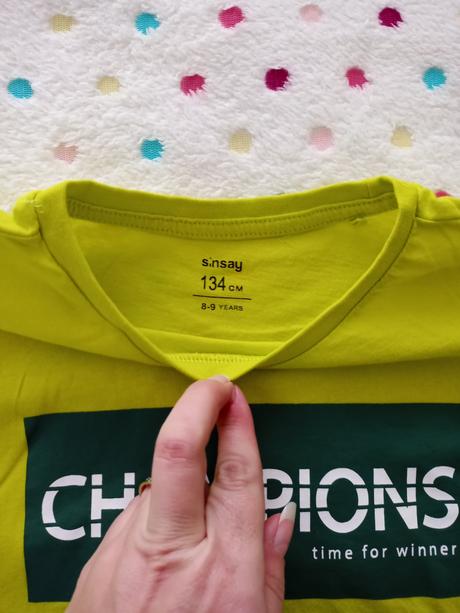 sinsay
134 CM
8-9 YEARS
CH PIONS
time for winner